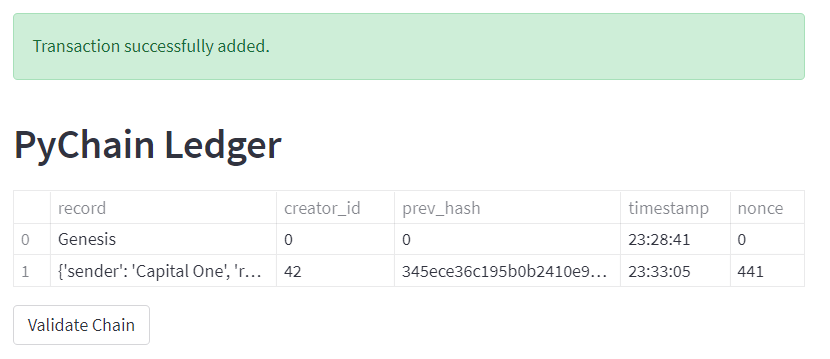 Transaction successfully added.
PyChain Ledger
record creator_id prev_hash timestamp nonce
0 Genesis 0 0 23:28:41 0
1 {'sender': 'Capital One', 'r... 42 345ece36c195b0b2410e9... 23:33:05 441
Validate Chain